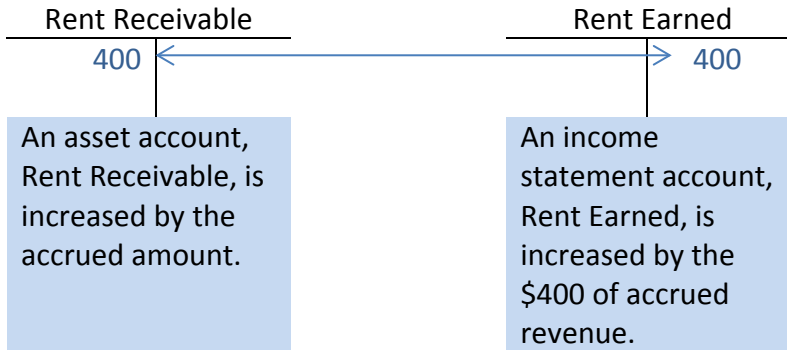 Rent Receivable
Rent Earned
400
400
An asset account,
Rent Receivable, is
increased by the
accrued amount.
An income
statement account,
Rent Earned, is
increased by the
$400 of accrued
revenue.